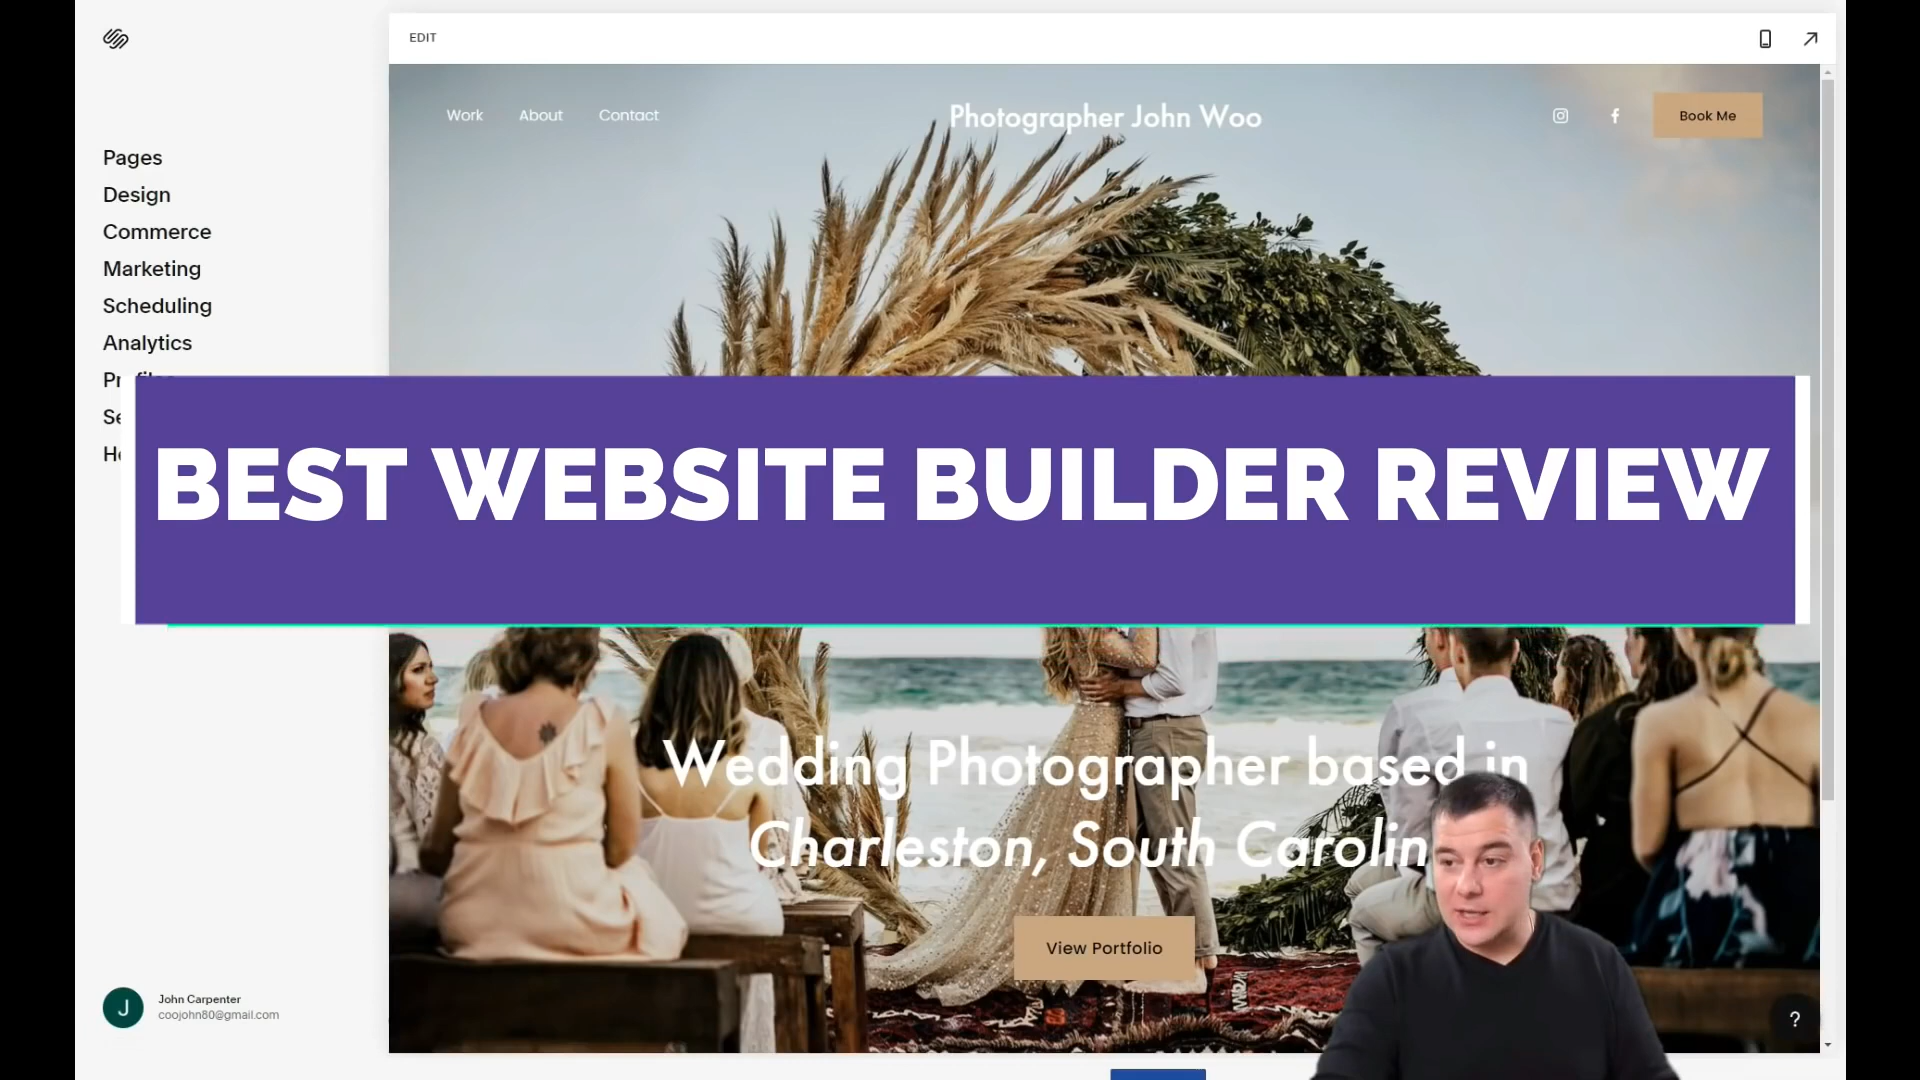 EDIT
Work
About
Contact
Photographer John Woo
Book Me
Pages
Design
Commerce
Marketing
Scheduling
Analytics
BEST WEBSITE BUILDER REVIEW
Wedding Photographer based in
Charleston, South Carolin
View Portfolio
J
John Carpenter
coojohn80@gmail.com
?